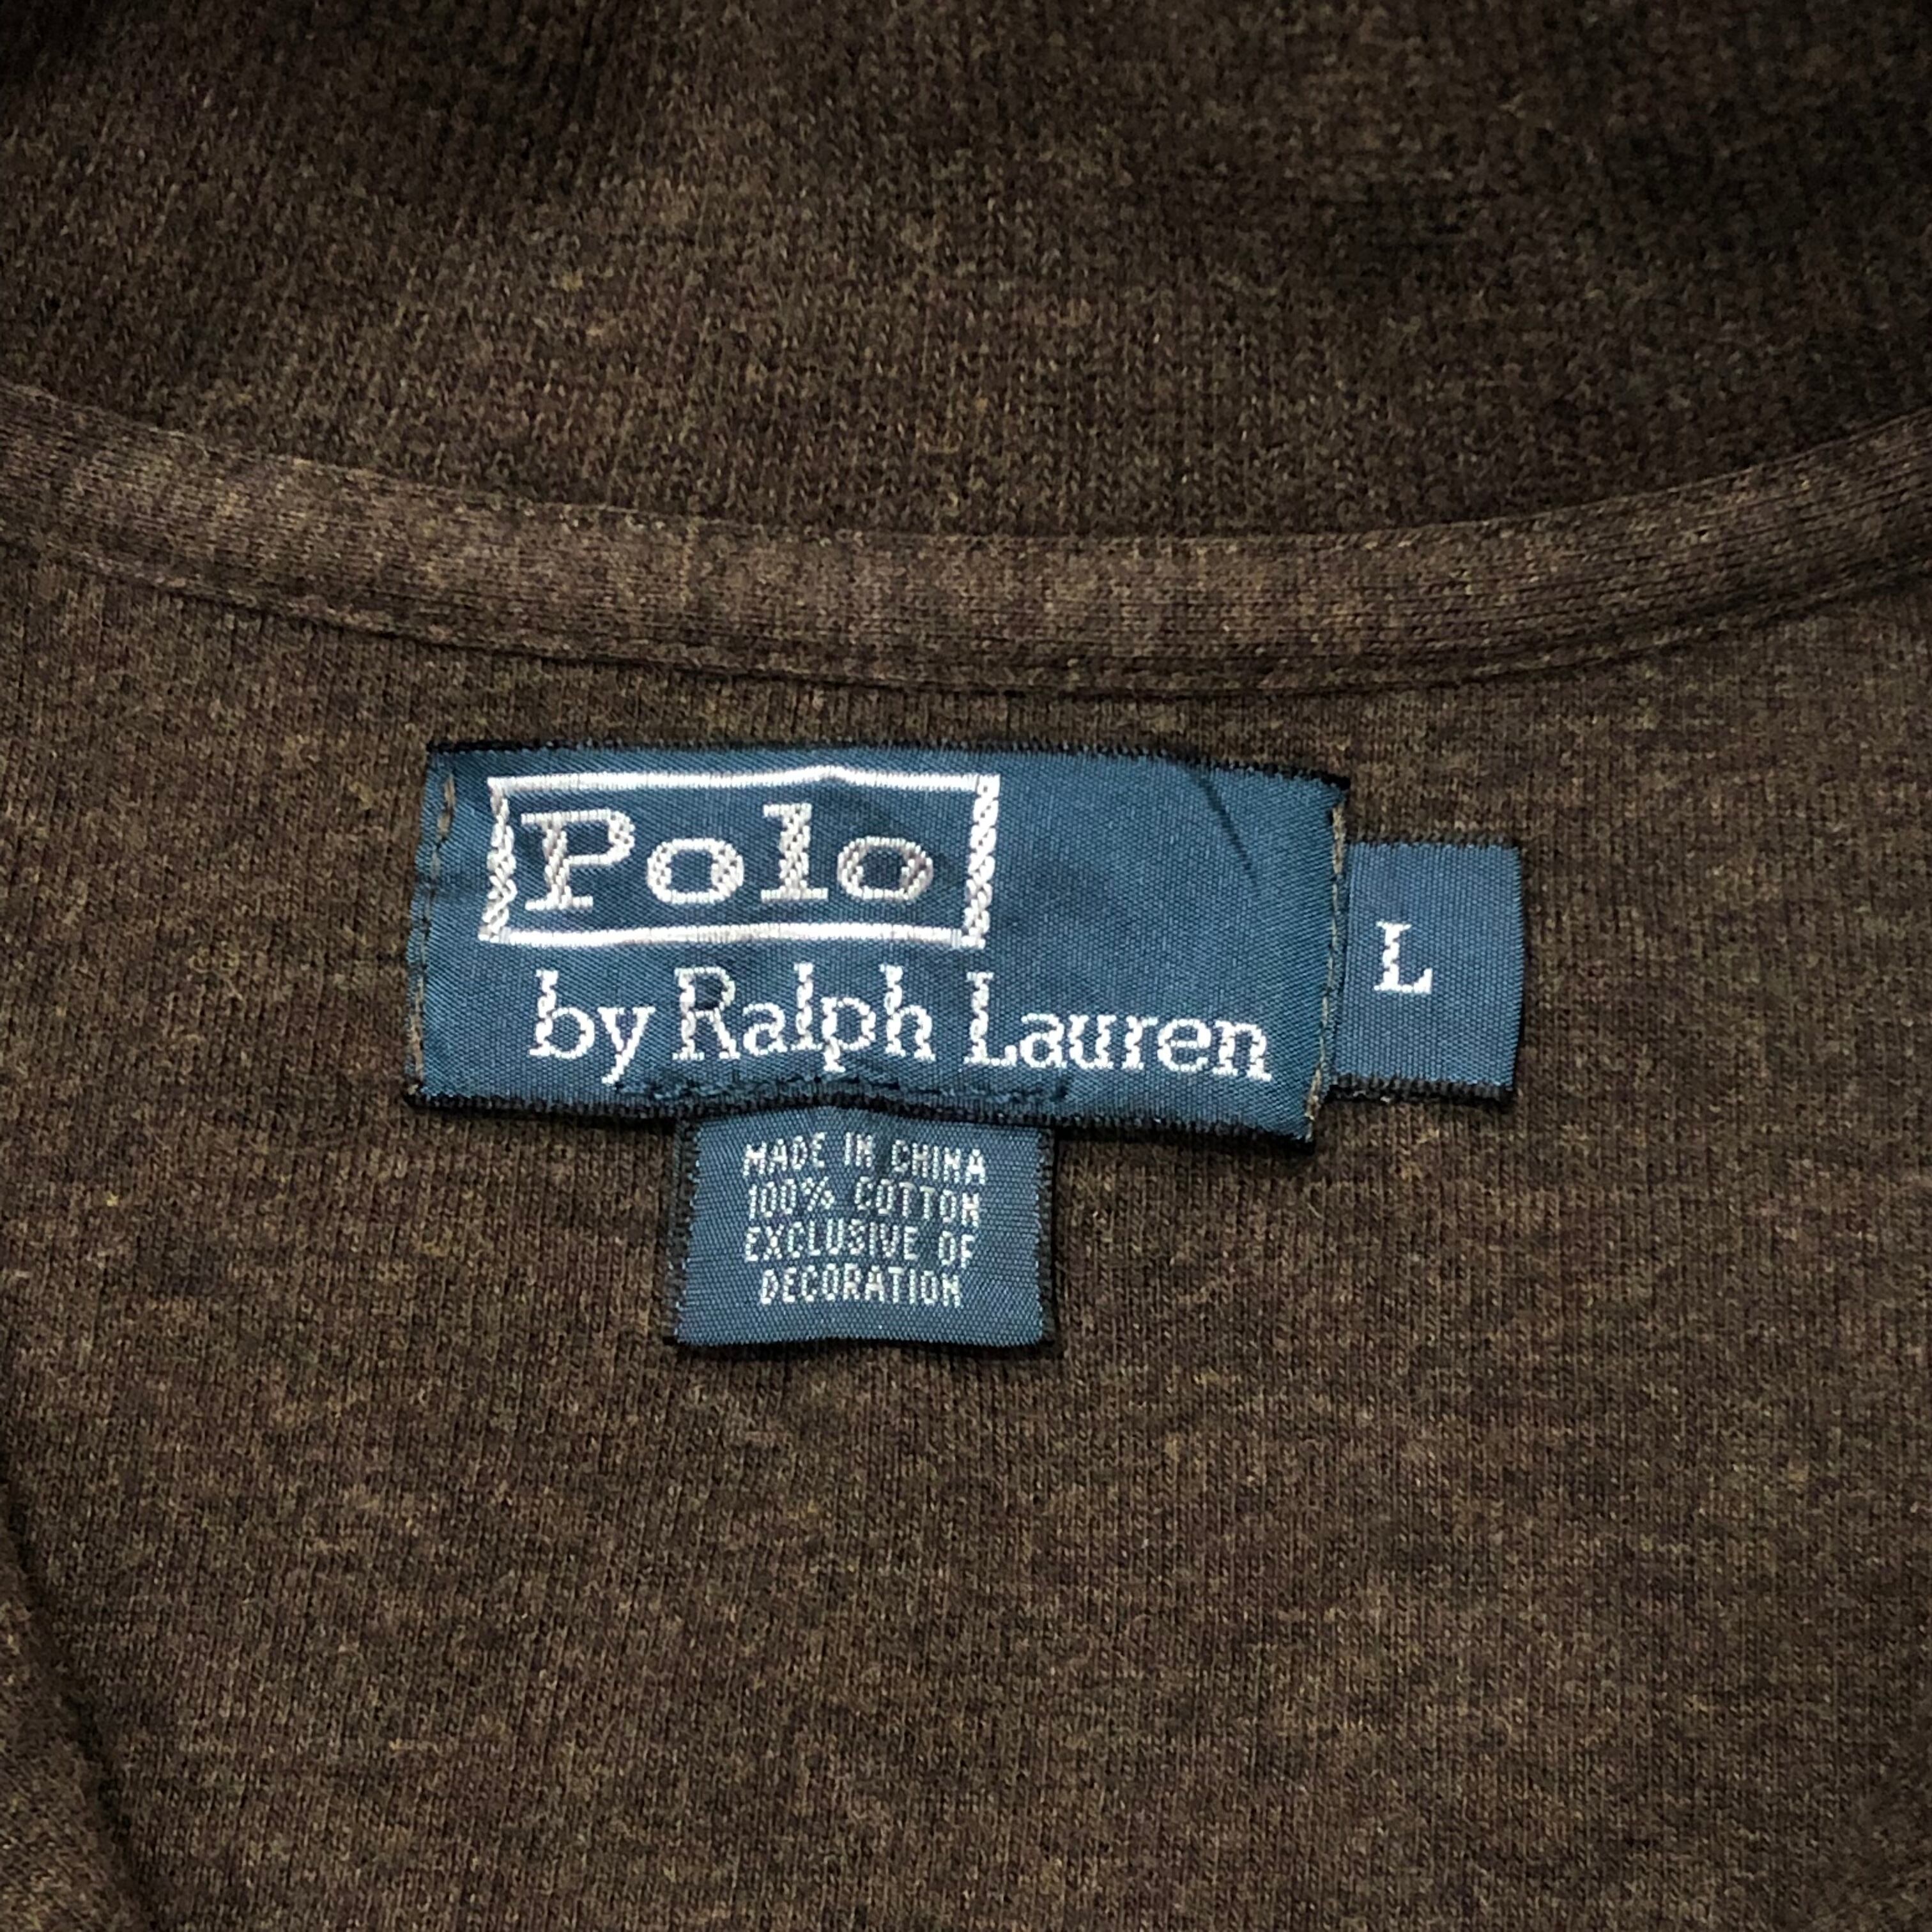 Polo
by Ralph Lauren
L
MADE IN CHINA
100% COTTON
EXCLUSIVE OF
DECORATION